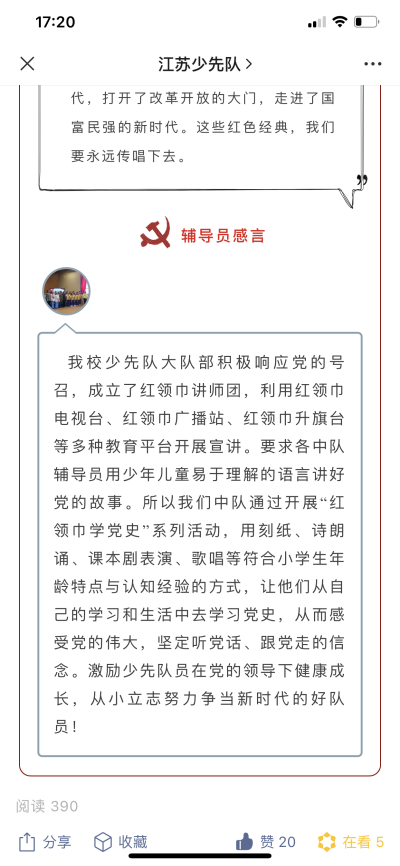 17:20
江苏少先队
代，打开了改革开放的大门，走进了国
富民强的新时代。这些红色经典，我们
要永远传唱下去。
辅导员感言
我校少先队大队部积极响应党的号
召，成立了红领巾讲师团，利用红领巾
电视台、红领巾广播站、红领巾升旗台
等多种教育平台开展宣讲。要求各中队
辅导员用少年儿童易于理解的语言讲好
党的故事。所以我们中队通过开展“红
领巾学党史”系列活动，用刻纸、诗朗
诵、课本剧表演、歌唱等符合小学生年
龄特点与认知经验的方式，让他们从自
己的学习和生活中去学习党史，从而感
受党的伟大，坚定听党话、跟党走的信
念。激励少先队员在党的领导下健康成
长，从小立志努力争当新时代的好队
员！
阅读 390
分享 收藏 赞 20 在看 5